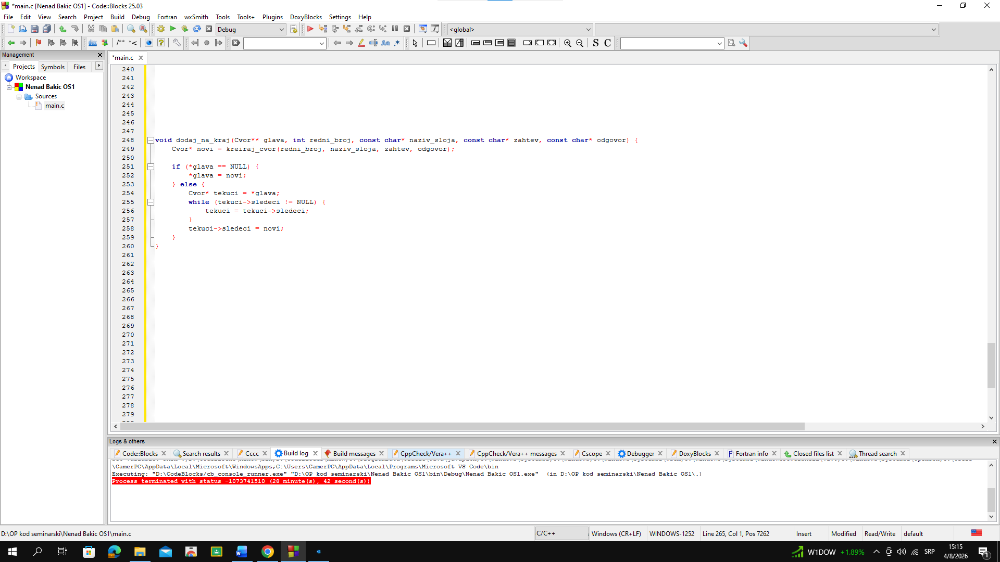 *main.c [Nenad Bakic OS1] - Code::Blocks 25.03
File Edit View Search Project Build Debug Fortran wxSmith Tools Tools+ Plugins DoxyBlocks Settings Help
Debug
<global>
/** *<
Aa .*
S C
Management
Projects Symbols Files
Workspace
Nenad Bakic OS1
Sources
main.c
*main.c
240
241
242
243
244
245
246
247
248 void dodaj_na_kraj(Cvor** glava, int redni_broj, const char* naziv_sloja, const char* zahtev, const char* odgovor) {
249 Cvor* novi = kreiraj_cvor(redni_broj, naziv_sloja, zahtev, odgovor);
250
251 if (*glava == NULL) {
252 *glava = novi;
253 } else {
254 Cvor* tekuci = *glava;
255 while (tekuci->sledeci != NULL) {
256 tekuci = tekuci->sledeci;
257 }
258 tekuci->sledeci = novi;
259 }
260 }
261
262
263
264
265
266
267
268
269
270
271
272
273
274
275
276
277
278
279
Logs & others
Code::Blocks Search results Cccc Build log Build messages CppCheck/Vera++ CppCheck/Vera++ messages Cscope Debugger DoxyBlocks Fortran info Closed files list Thread search
\GamerPC\AppData\Local\Microsoft\WindowsApps;C:\Users\GamerPC\AppData\Local\Programs\Microsoft VS Code\bin
Executing: "D:\CodeBlocks/cb_console_runner.exe" "D:\OP kod seminarski\Nenad Bakic OS1\bin\Debug\Nenad Bakic OS1.exe" (in D:\OP kod seminarski\Nenad Bakic OS1\.)
Process terminated with status -1073741510 (28 minute(s), 42 second(s))
D:\OP kod seminarski\Nenad Bakic OS1\main.c C/C++ Windows (CR+LF) WINDOWS-1252 Line 265, Col 1, Pos 7262 Insert Modified Read/Write default
W1DOW +1.89% SRP
15:15
4/8/2026
1